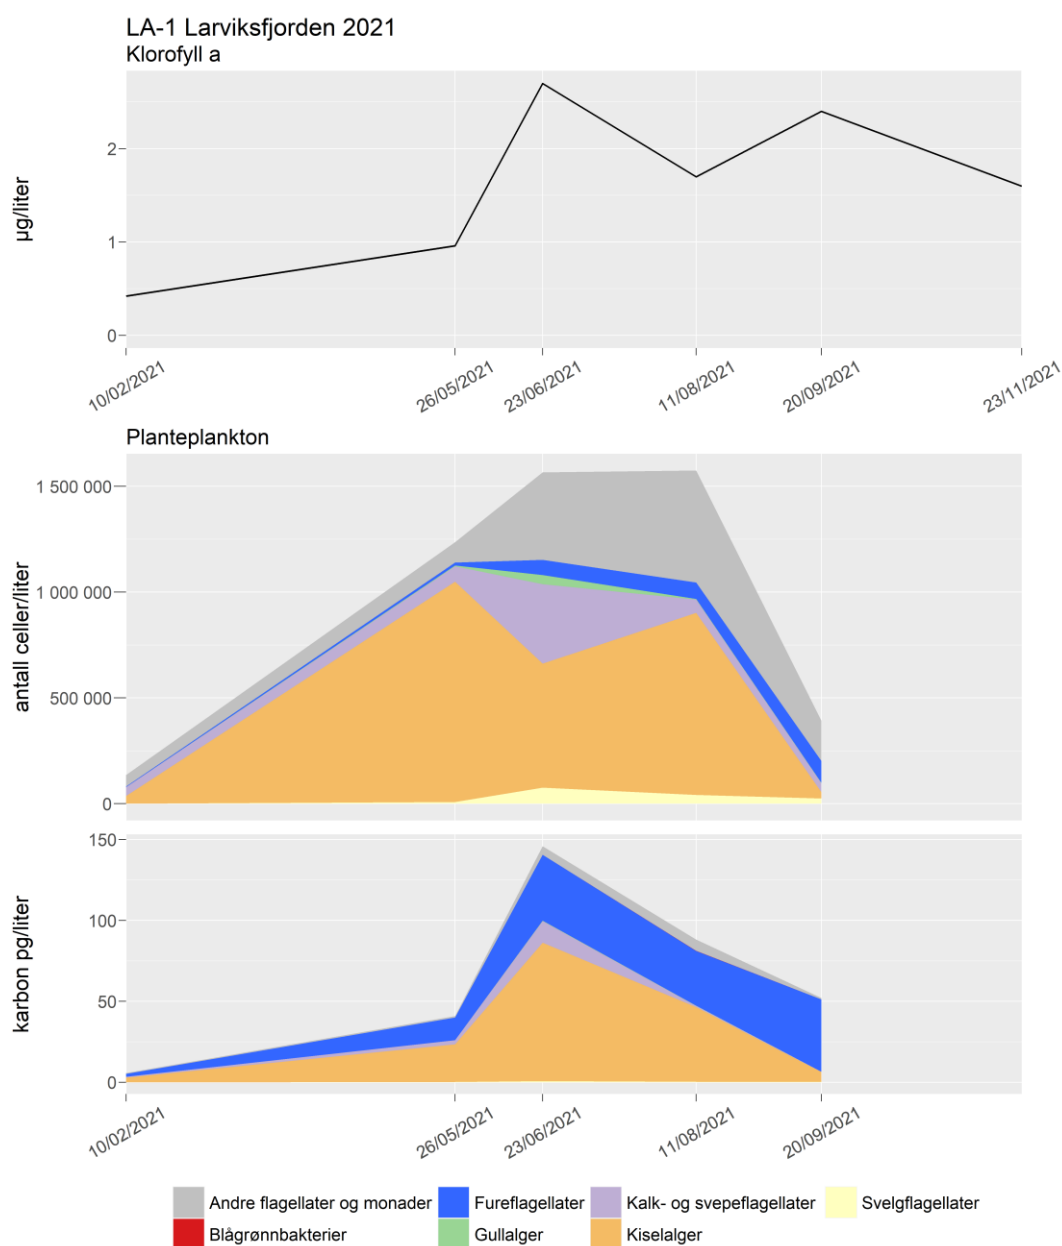 LA-1 Larviksfjorden 2021
Klorofyll a
µg/liter
2
1
0
10/02/2021 26/05/2021 23/06/2021 11/08/2021 20/09/2021 23/11/2021
Planteplankton
antall celler/liter
1 500 000
1 000 000
500 000
0
karbon pg/liter
150
100
50
0
10/02/2021 26/05/2021 23/06/2021 11/08/2021 20/09/2021
Andre flagellater og monader Fureflagellater Kalk- og svepeflagellater Svelgflagellater
Blågrønnbakterier Gullalger Kiselalger